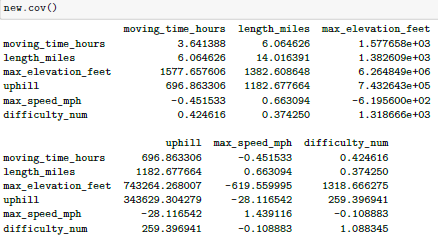 new.cov()
moving_time_hours length_miles max_elevation_feet
moving_time_hours 3.641388 6.064626 1.577658e+03
length_miles 6.064626 14.016391 1.382609e+03
max_elevation_feet 1577.657606 1382.608648 6.264849e+06
uphill 696.863306 1182.677664 7.432643e+05
max_speed_mph -0.451533 0.663094 -6.195600e+02
difficulty_num 0.424616 0.374250 1.318666e+03
uphill max_speed_mph difficulty_num
moving_time_hours 696.863306 -0.451533 0.424616
length_miles 1182.677664 0.663094 0.374250
max_elevation_feet 743264.268007 -619.559995 1318.666275
uphill 343629.304279 -28.116542 259.396941
max_speed_mph -28.116542 1.439116 -0.108883
difficulty_num 259.396941 -0.108883 1.088345